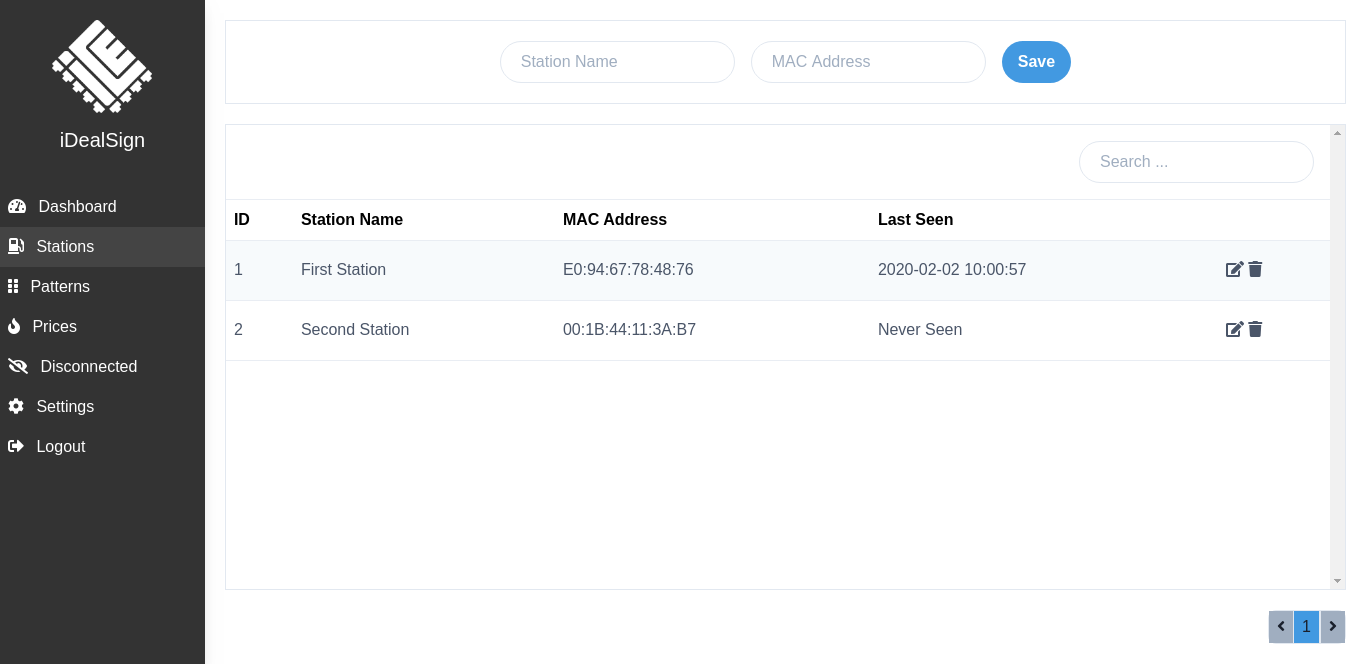 iDealSign
Dashboard
Stations
Patterns
Prices
Disconnected
Settings
Logout
Station Name MAC Address Save
Search ...
ID Station Name MAC Address Last Seen
1 First Station E0:94:67:78:48:76 2020-02-02 10:00:57
2 Second Station 00:1B:44:11:3A:B7 Never Seen
1